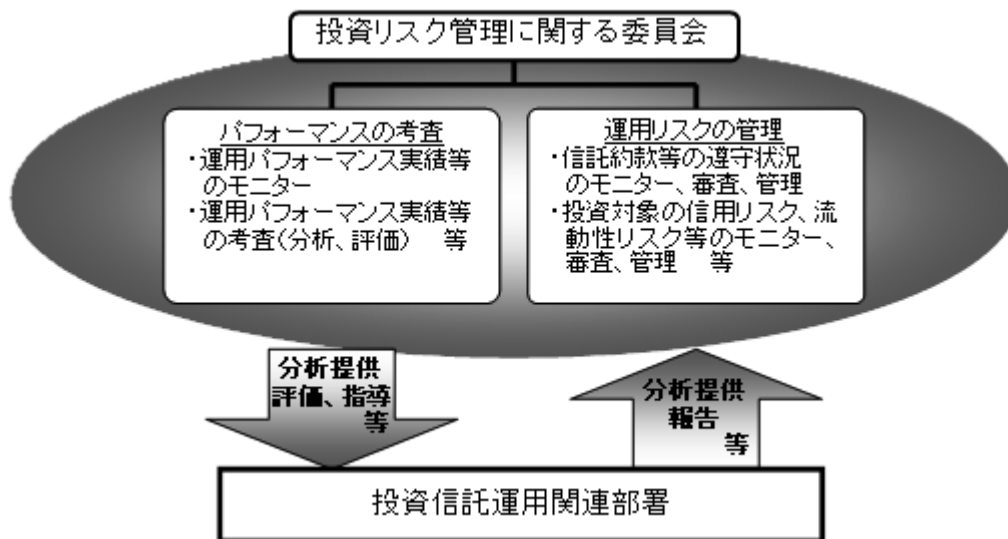 投資リスク管理に関する委員会
パフォーマンスの考査
・運用パフォーマンス実績等
のモニター
・運用パフォーマンス実績等
の考査(分析、評価)　等
運用リスクの管理
・信託約款等の遵守状況
のモニター、審査、管理
・投資対象の信用リスク、流
動性リスク等のモニター、
審査、管理　等
分析提供
評価、指導
等
分析提供
報告
等
投資信託運用関連部署